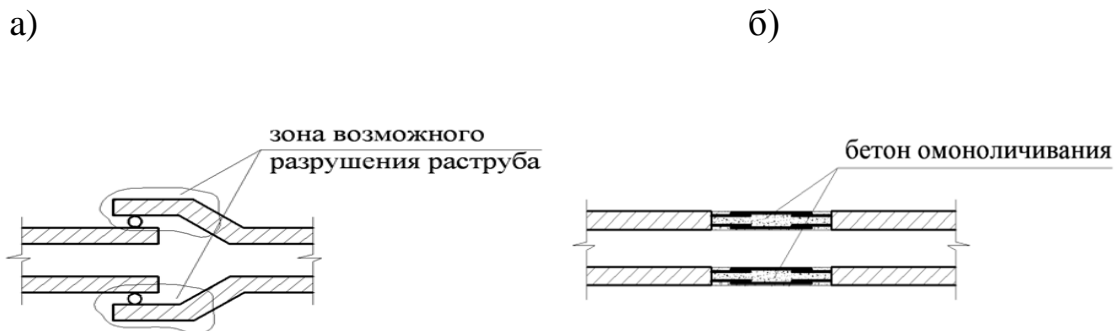 а)
б)
зона возможного
разрушения раструба
бетон омоноличивания